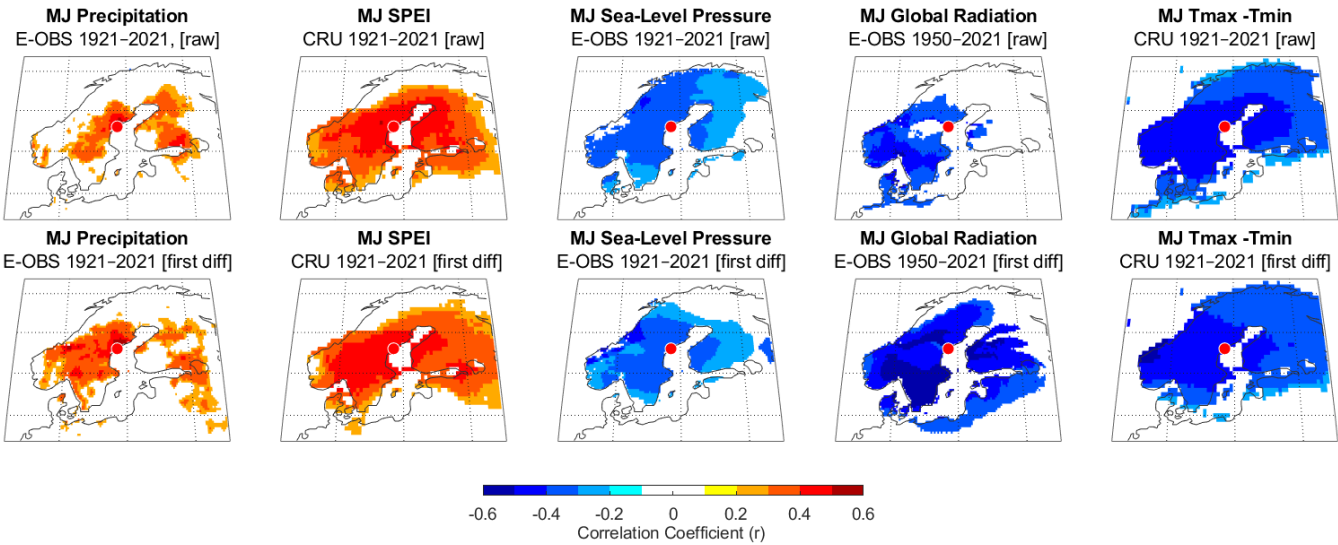 MJ Precipitation
E-OBS 1921−2021, [raw]
MJ SPEI
CRU 1921−2021 [raw]
MJ Sea-Level Pressure
E-OBS 1921−2021 [raw]
MJ Global Radiation
E-OBS 1950-2021 [raw]
MJ Tmax -Tmin
CRU 1921−2021 [raw]
MJ Precipitation
E-OBS 1921−2021 [first diff]
MJ SPEI
CRU 1921−2021 [first diff]
MJ Sea-Level Pressure
E-OBS 1921−2021 [first diff]
MJ Global Radiation
E-OBS 1950−2021 [first diff]
MJ Tmax -Tmin
CRU 1921−2021 [first diff]
-0.6 -0.4 -0.2 0 0.2 0.4 0.6
Correlation Coefficient (r)